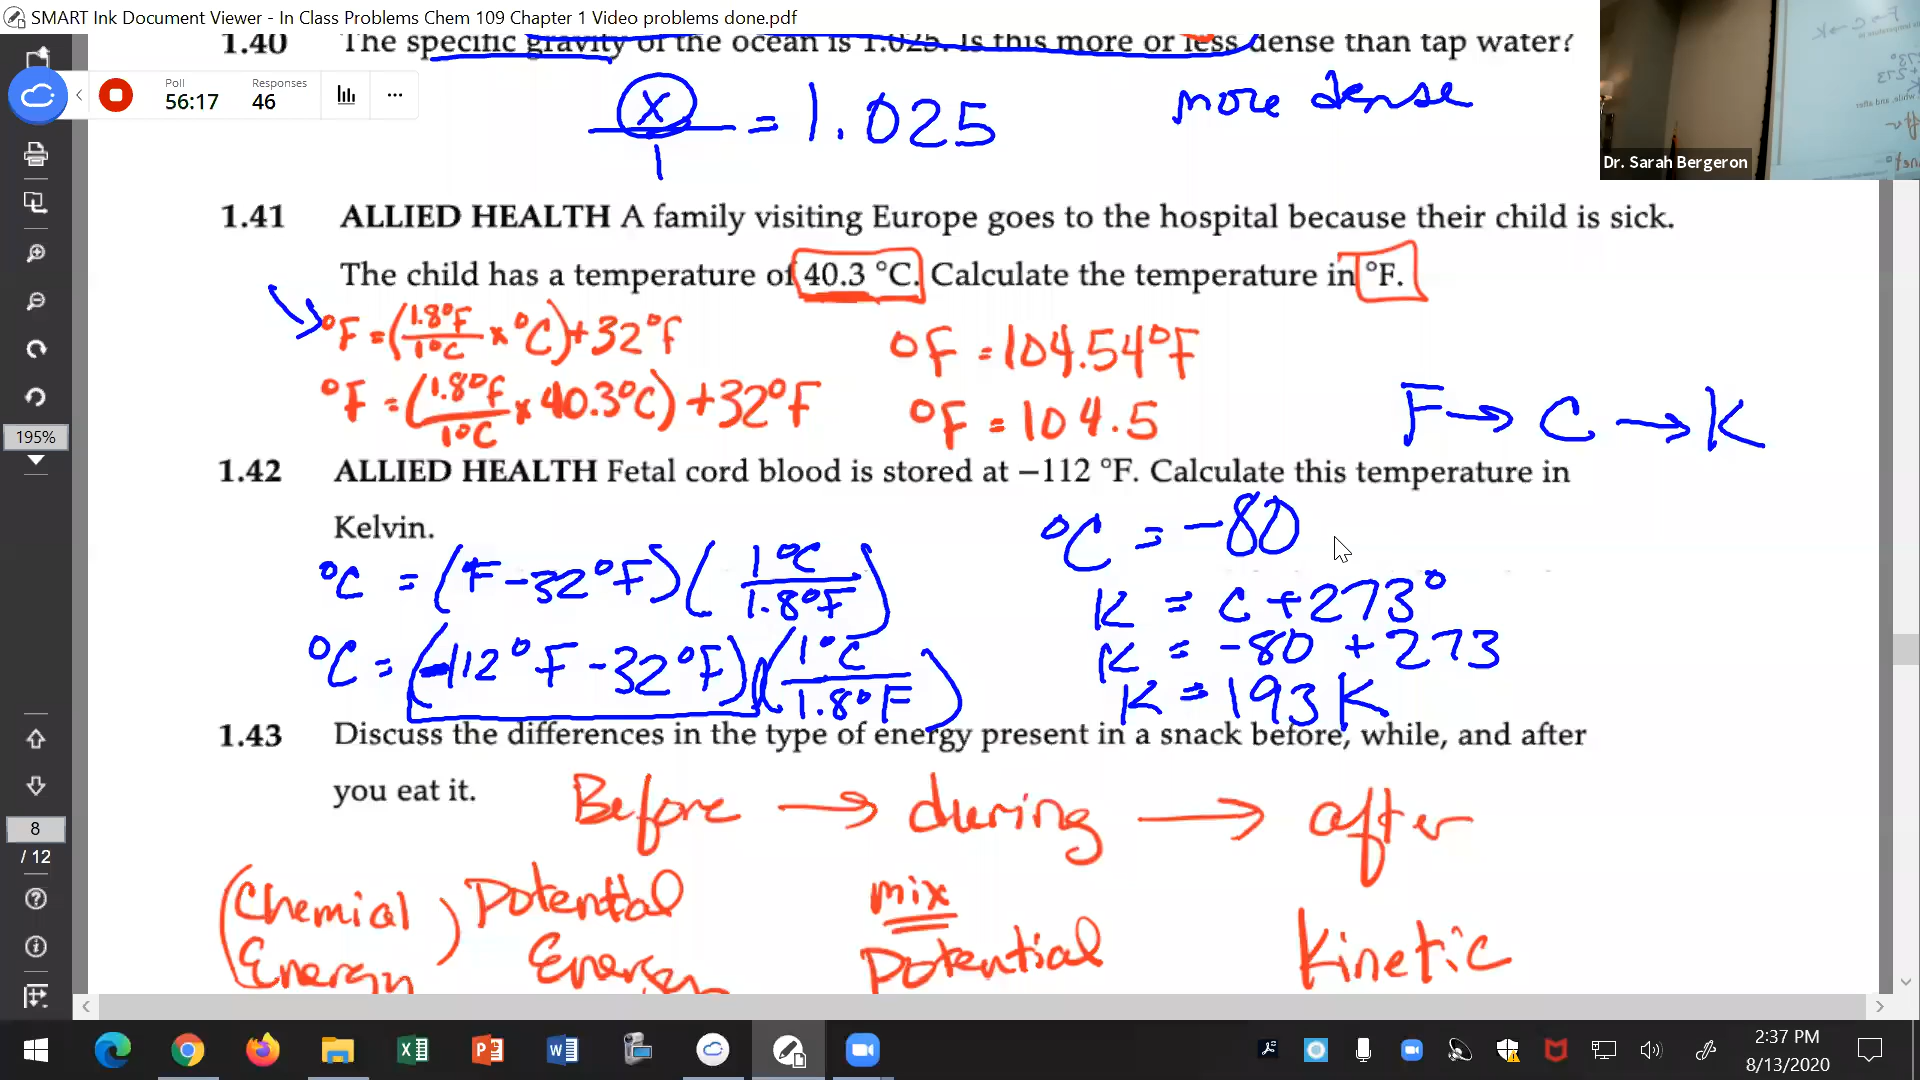 SMART Ink Document Viewer - In Class Problems Chem 109 Chapter 1 Video problems done.pdf
1.40 The specific gravity of the ocean is 1.025. Is this more or less dense than tap water?
Poll
56:17
Responses
46
x
1
= 1.025
more dense
Dr. Sarah Bergeron
1.41 ALLIED HEALTH A family visiting Europe goes to the hospital because their child is sick.
The child has a temperature of 40.3 °C. Calculate the temperature in °F.
°F = (1.8°F/1°C × °C) + 32°F
°F = 104.54°F
°F = (1.8°F/1°C × 40.3°C) + 32°F
°F = 104.5
F → C → K
1.42 ALLIED HEALTH Fetal cord blood is stored at −112 °F. Calculate this temperature in
Kelvin.
°C = -80
°C = (°F - 32°F)(1°C/1.8°F)
K = C + 273°
°C = (-112°F - 32°F)(1°C/1.8°F)
K = -80 + 273
K = 193 K
1.43 Discuss the differences in the type of energy present in a snack before, while, and after
you eat it.
Before → during → after
(Chemial Energy) Potential Energy
mix
Potential
Kinetic
195%
8
/ 12
2:37 PM
8/13/2020